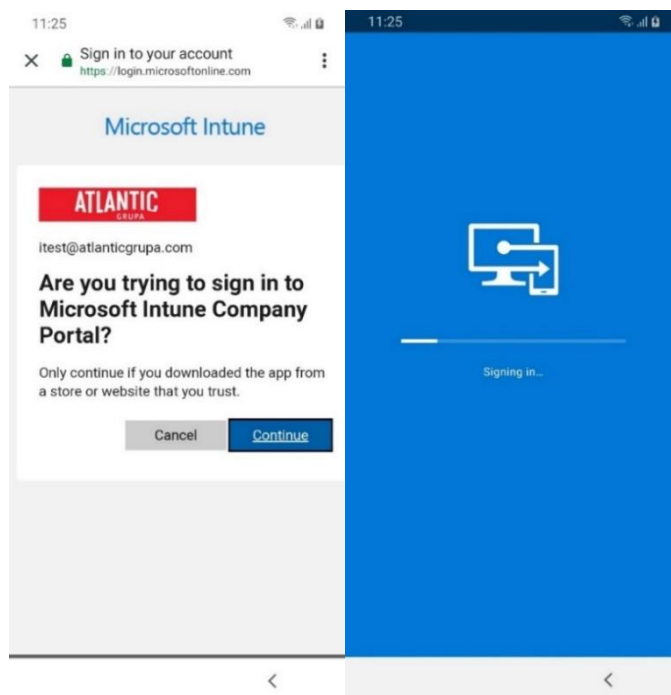 11:25
Sign in to your account
https://login.microsoftonline.com
Microsoft Intune
ATLANTIC
GRUPA
itest@atlanticgrupa.com
Are you trying to sign in to
Microsoft Intune Company
Portal?
Only continue if you downloaded the app from
a store or website that you trust.
Cancel Continue
11:25
Signing in...